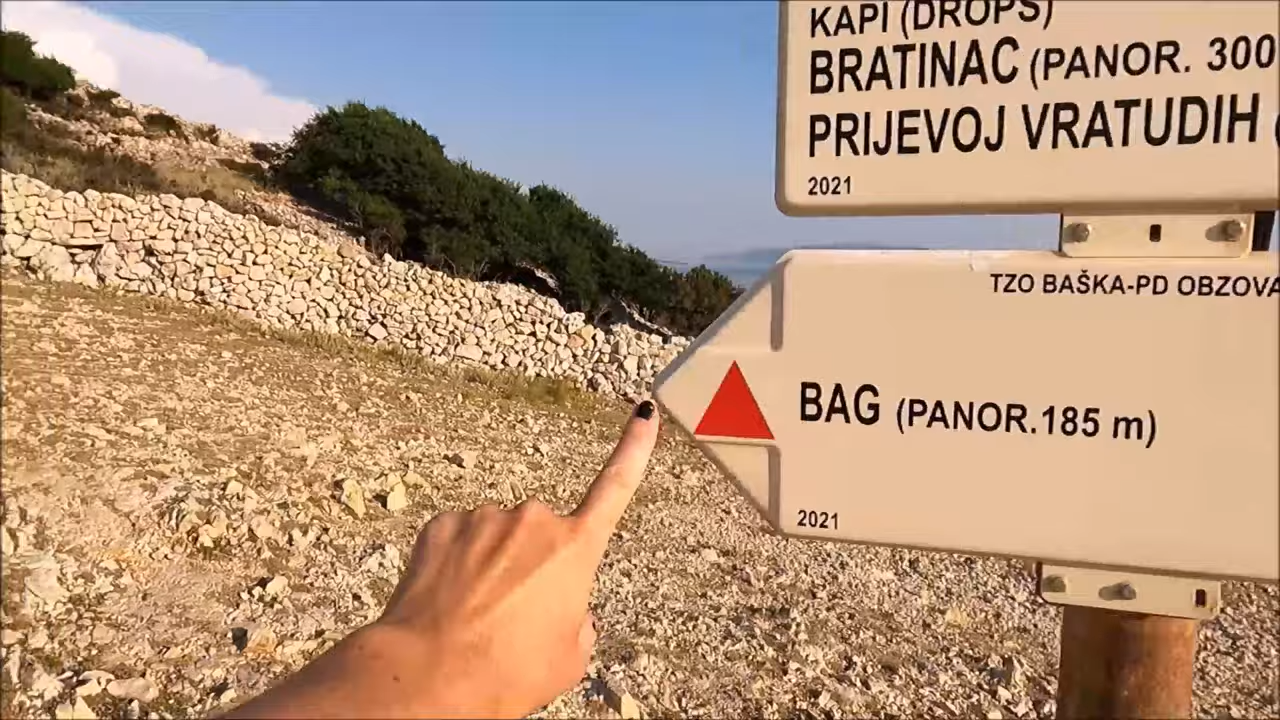 KAPI (DROPS)
BRATINAC (PANOR. 300
PRIJEVOJ VRATUDIH
2021
TZO BAŠKA-PD OBZOVA
BAG (PANOR.185 m)
2021